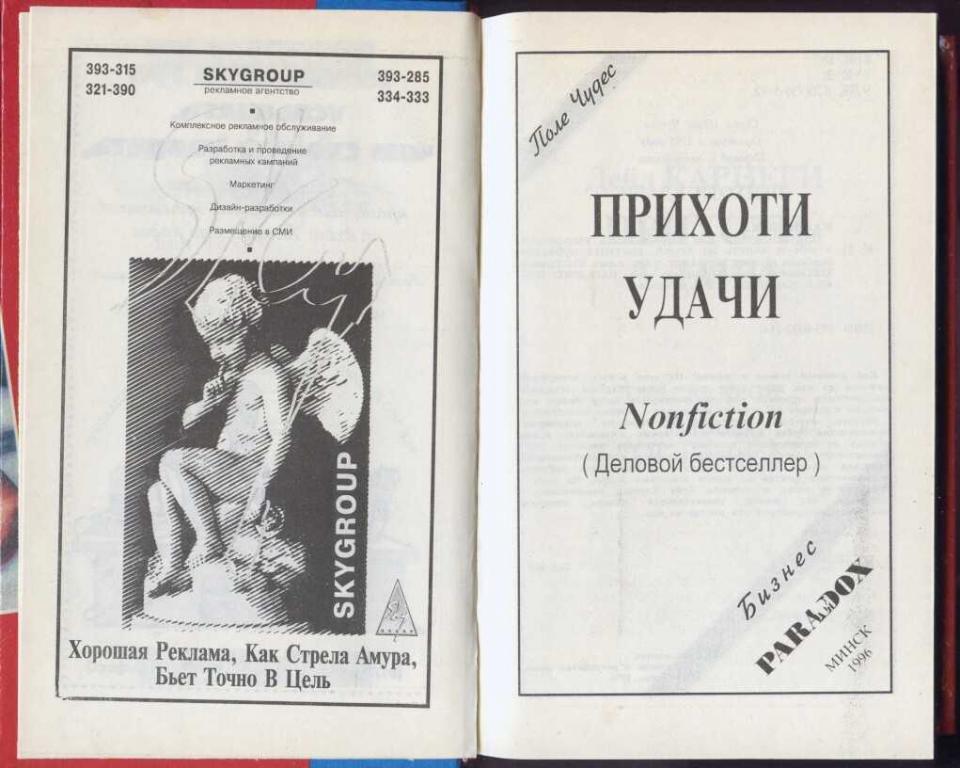 393-315
321-390
SKYGROUP
рекламное агентство
393-285
334-333
Комплексное рекламное обслуживание
Разработка и проведение
рекламных кампаний
Маркетинг
Дизайн-разработки
Размещение в СМИ
SKYGROUP
Хорошая Реклама, Как Стрела Амура,
Бьет Точно В Цель
Поле Чудес
ПРИХОТИ
УДАЧИ
Nonfiction
( Деловой бестселлер )
Бизнес
PARADOX
МИНСК
1996